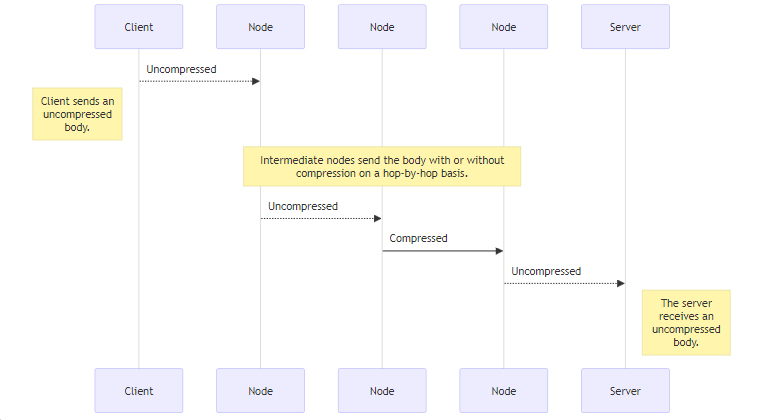 Client
Node
Node
Node
Server
Uncompressed
Client sends an
uncompressed
body.
Intermediate nodes send the body with or without
compression on a hop-by-hop basis.
Uncompressed
Compressed
Uncompressed
The server
receives an
uncompressed
body.
Client
Node
Node
Node
Server